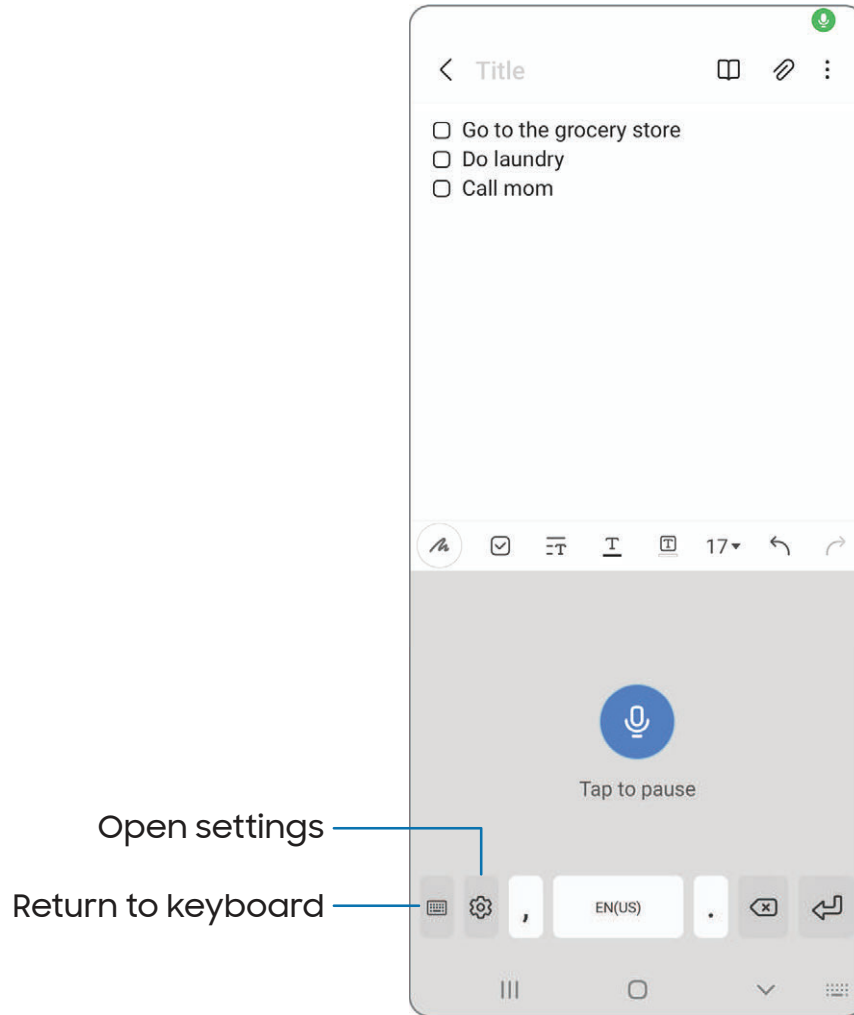 Title
Go to the grocery store
Do laundry
Call mom
T T T 17
Tap to pause
Open settings
Return to keyboard
, EN(US) .